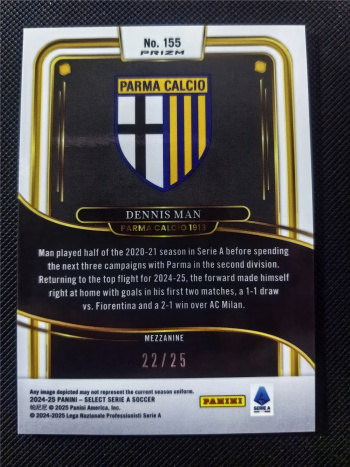 No. 155
PRIZM
PARMA CALCIO
DENNIS MAN
PARMA CALCIO 1913
Man played half of the 2020-21 season in Serie A before spending
the next three campaigns with Parma in the second division.
Returning to the top flight for 2024-25, the forward made himself
right at home with goals in his first two matches, a 1-1 draw
vs. Fiorentina and a 2-1 win over AC Milan.
MEZZANINE
22/25
Any image depicted may not represent the current season uniform.
2024-25 PANINI – SELECT SERIE A SOCCER
帕尼尼 © 2025 Panini America, Inc.
© 2024-2025 Lega Nazionale Professionisti Serie A
PANINI
SERIE A